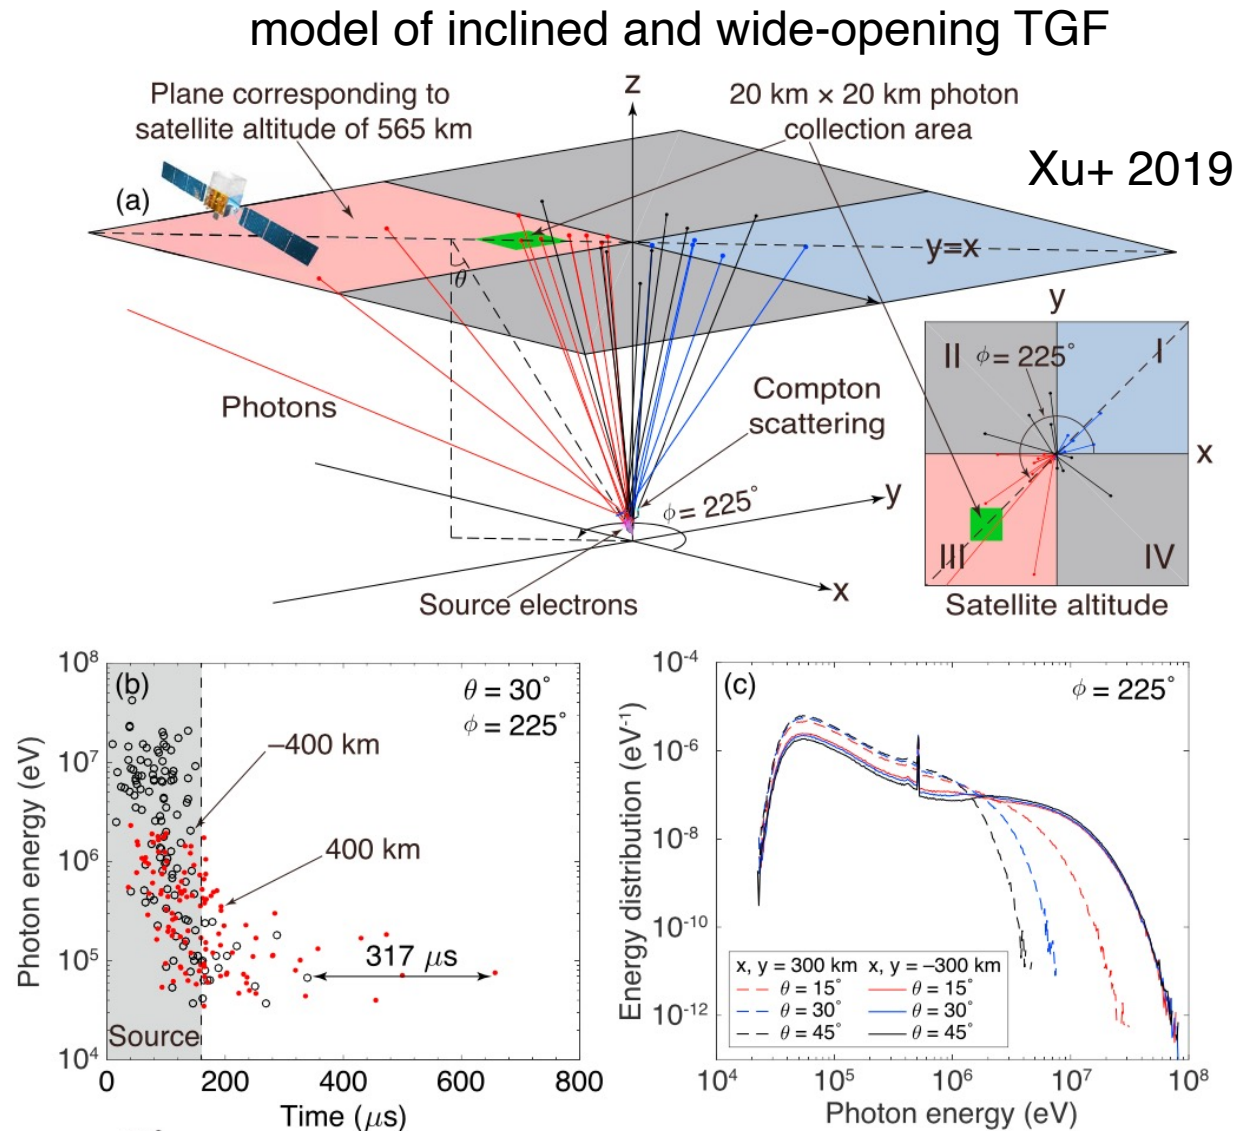 model of inclined and wide-opening TGF
Xu+ 2019
Plane corresponding to
satellite altitude of 565 km
z
20 km × 20 km photon
collection area
(a)
θ
y=x
y
II
ϕ = 225°
I
x
III
IV
Satellite altitude
Photons
Compton
scattering
ϕ = 225°
y
x
Source electrons
(b)
θ = 30°
ϕ = 225°
−400 km
400 km
317 μs
Source
Photon energy (eV)
10⁸
10⁷
10⁶
10⁵
10⁴
0 200 400 600 800
Time (μs)
(c)
ϕ = 225°
Energy distribution (eV⁻¹)
10⁻⁴
10⁻⁶
10⁻⁸
10⁻¹⁰
10⁻¹²
x, y = 300 km x, y = −300 km
θ = 15° θ = 15°
θ = 30° θ = 30°
θ = 45° θ = 45°
10⁴ 10⁵ 10⁶ 10⁷ 10⁸
Photon energy (eV)